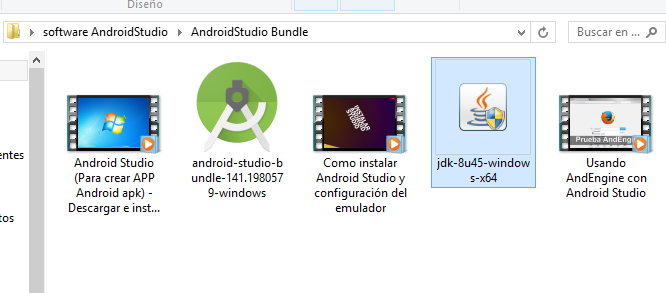 Diseño
software AndroidStudio
AndroidStudio Bundle
Buscar en ...
entes
tos
Android Studio
(Para crear APP
Android apk) -
Descargar e inst...
android-studio-b
undle-141.198057
9-windows
INSTALAR
STUDIO
Como instalar
Android Studio y
configuración del
emulador
jdk-8u45-window
s-x64
Prueba AndEng
Usando
AndEngine con
Android Studio